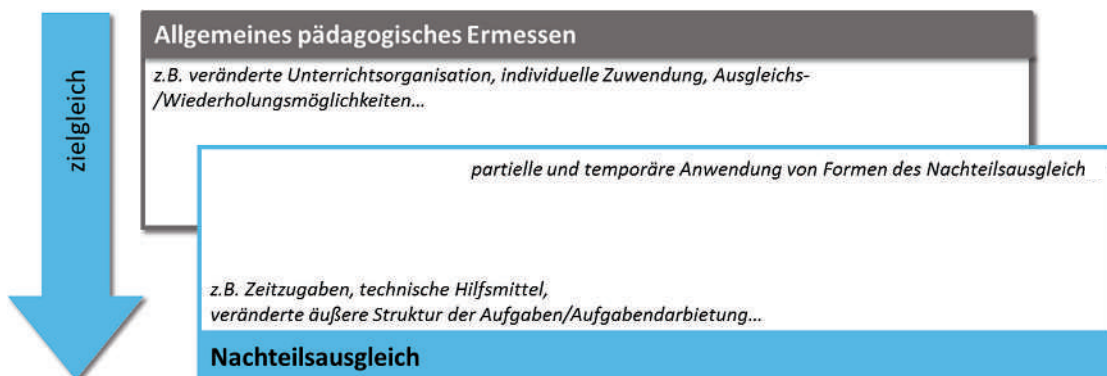 zielgleich
Allgemeines pädagogisches Ermessen
z.B. veränderte Unterrichtsorganisation, individuelle Zuwendung, Ausgleichs-
/Wiederholungsmöglichkeiten...
partielle und temporäre Anwendung von Formen des Nachteilsausgleich
z.B. Zeitzugaben, technische Hilfsmittel,
veränderte äußere Struktur der Aufgaben/Aufgabendarbietung...
Nachteilsausgleich